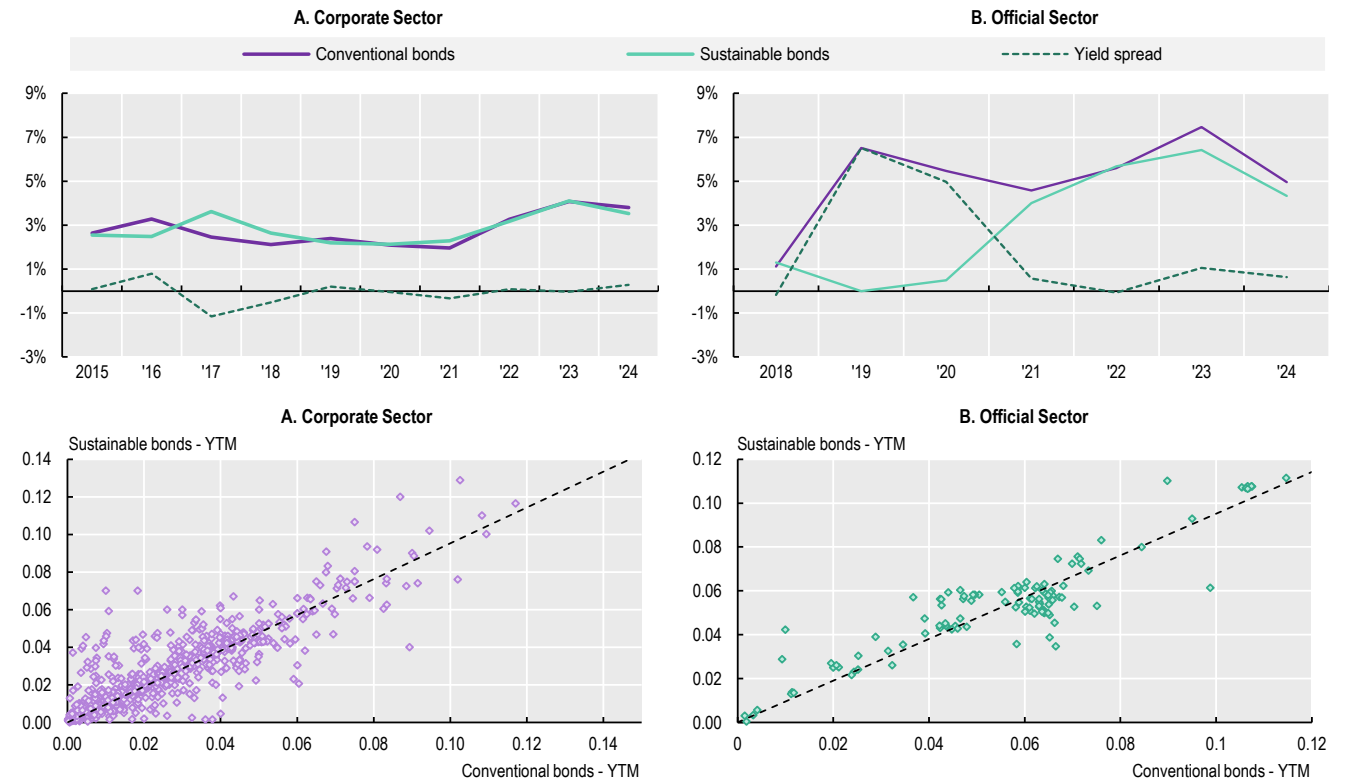 A. Corporate Sector
B. Official Sector
Conventional bonds
Sustainable bonds
Yield spread
9%
7%
5%
3%
1%
-1%
-3%
2015 '16 '17 '18 '19 '20 '21 '22 '23 '24
9%
7%
5%
3%
1%
-1%
-3%
2018 '19 '20 '21 '22 '23 '24
A. Corporate Sector
Sustainable bonds - YTM
0.14
0.12
0.10
0.08
0.06
0.04
0.02
0.00
0.00 0.02 0.04 0.06 0.08 0.10 0.12 0.14
Conventional bonds - YTM
B. Official Sector
Sustainable bonds - YTM
0.12
0.10
0.08
0.06
0.04
0.02
0.00
0 0.02 0.04 0.06 0.08 0.1 0.12
Conventional bonds - YTM